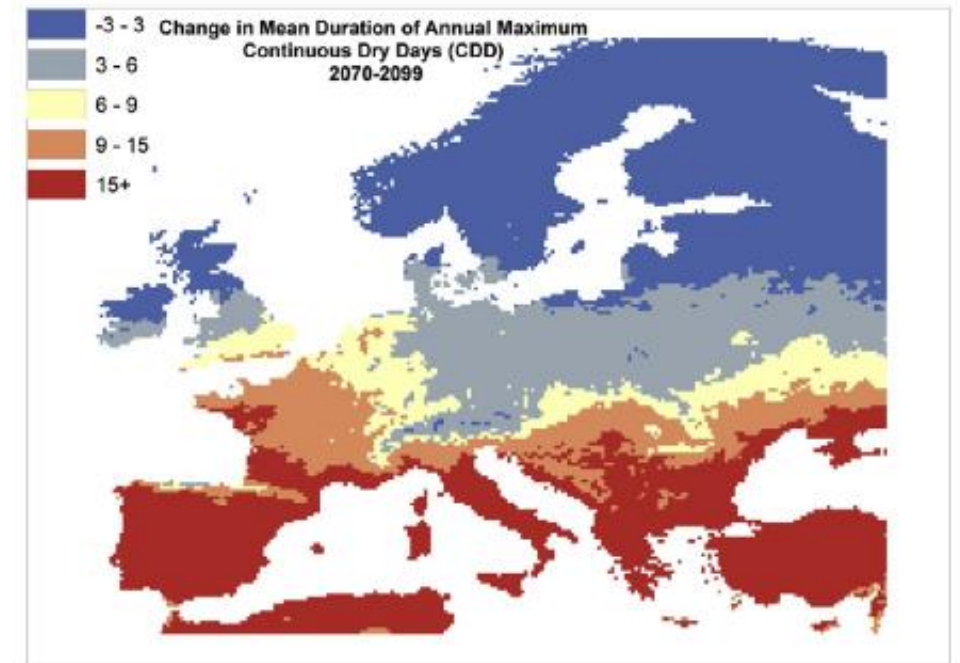 Change in Mean Duration of Annual Maximum
Continuous Dry Days (CDD)
2070-2099
-3 - 3
3 - 6
6 - 9
9 - 15
15+